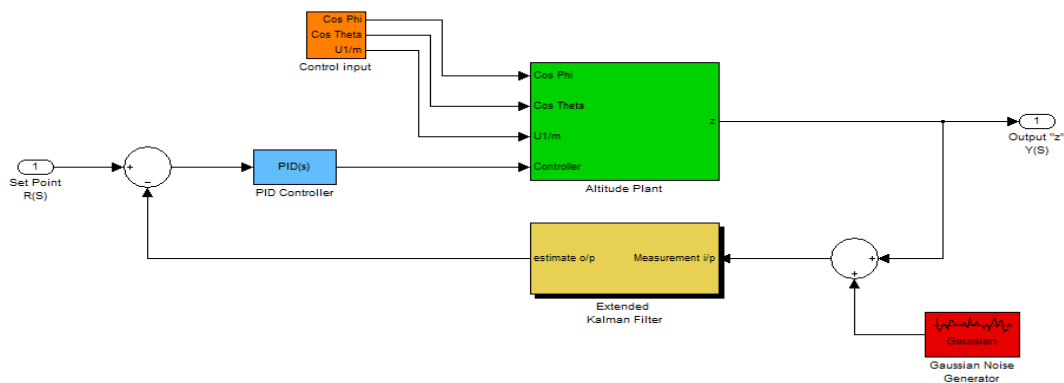 Cos Phi
Cos Theta
U1/m
Control input
Cos Phi
Cos Theta
U1/m
Controller
z
Altitude Plant
1
Set Point
R(S)
+
−
PID(s)
PID Controller
1
Output "z"
Y(S)
estimate o/p
Measurement i/p
Extended
Kalman Filter
+
+
Gaussian
Gaussian Noise
Generator